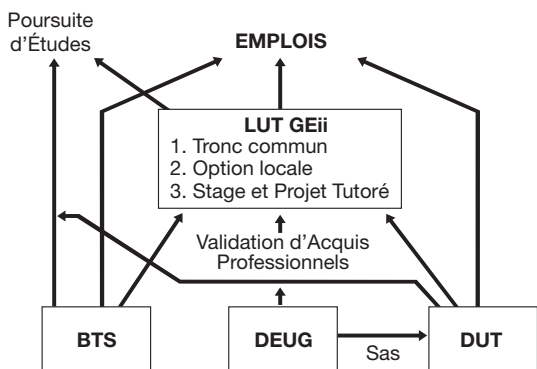 Poursuite
d'Études
EMPLOIS
LUT GEii
1. Tronc commun
2. Option locale
3. Stage et Projet Tutoré
Validation d'Acquis
Professionnels
BTS
DEUG
Sas
DUT